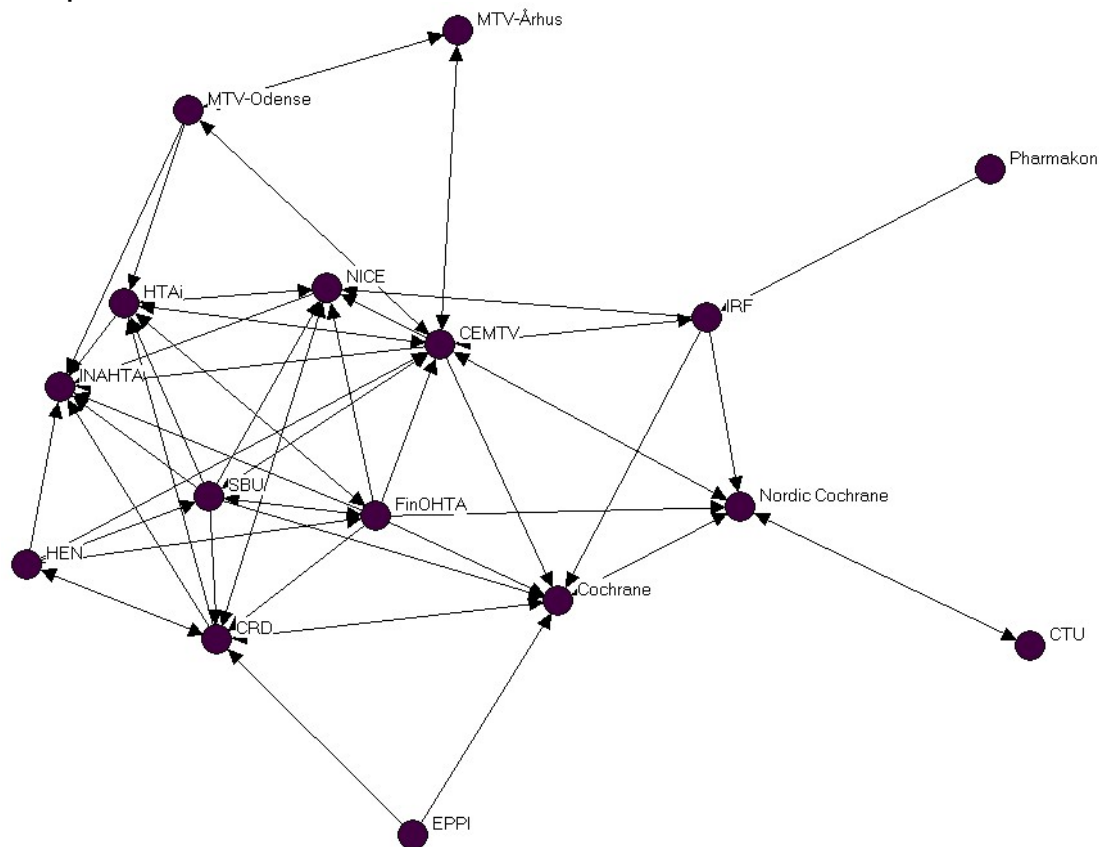 MTV-Århus
MTV-Odense
Pharmakon
NICE
HTAi
IRF
CEMTV
INAHTA
SBU
FinOHTA
Nordic Cochrane
HEN
Cochrane
CRD
CTU
EPPI